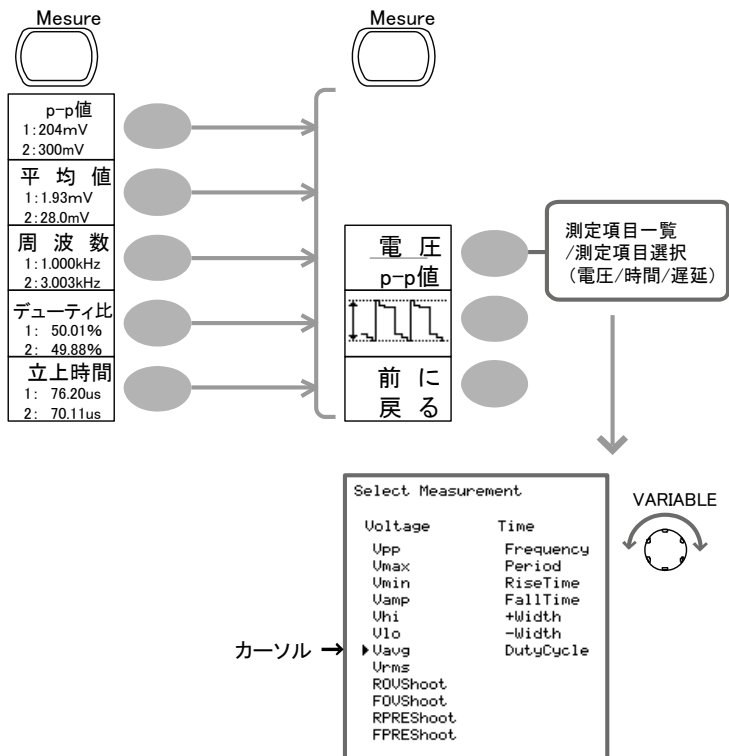 Mesure
p-p値
1:204mV
2:300mV
平均値
1:1.93mV
2:28.0mV
周波数
1:1.000kHz
2:3.003kHz
デューティ比
1: 50.01%
2: 49.88%
立上時間
1: 76.20us
2: 70.11us
Mesure
電圧
p-p値
前に
戻る
測定項目一覧
/測定項目選択
(電圧/時間/遅延)
VARIABLE
カーソル →
Select Measurement
Voltage Time
Vpp Frequency
Vmax Period
Vmin RiseTime
Vamp FallTime
Vhi +Width
Vlo -Width
Vavg DutyCycle
Vrms
ROVShoot
FOVShoot
RPREShoot
FPREShoot